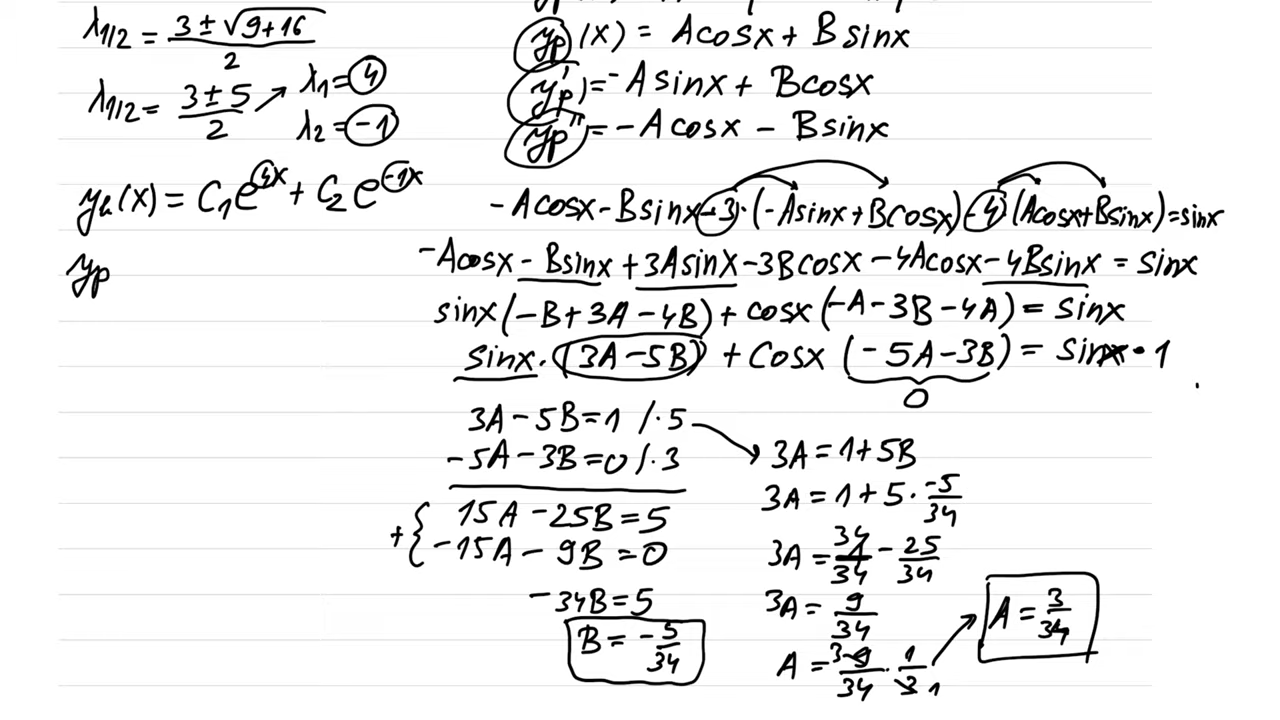 λ1/2 = (3 ± √(9+16))/2
λ1/2 = (3 ± 5)/2 → λ1 = 4
λ2 = -1
yh(x) = C1 e^(4x) + C2 e^(-1x)
yp
yp(x) = Acosx + Bsinx
yp' = -Asinx + Bcosx
yp'' = -Acosx - Bsinx
-Acosx - Bsinx - 3·(-Asinx + Bcosx) - 4·(Acosx + Bsinx) = sinx
-Acosx - Bsinx + 3Asinx - 3Bcosx - 4Acosx - 4Bsinx = sinx
sinx(-B + 3A - 4B) + cosx(-A - 3B - 4A) = sinx
sinx·(3A - 5B) + cosx(-5A - 3B) = sinx·1
0
3A - 5B = 1 /·5
-5A - 3B = 0 /·3
+{ 15A - 25B = 5
-15A - 9B = 0
-34B = 5
B = -5/34
3A = 1 + 5B
3A = 1 + 5·-5/34
3A = 34/34 - 25/34
3A = 9/34
A = 9/34 · 1/3
A = 3/34